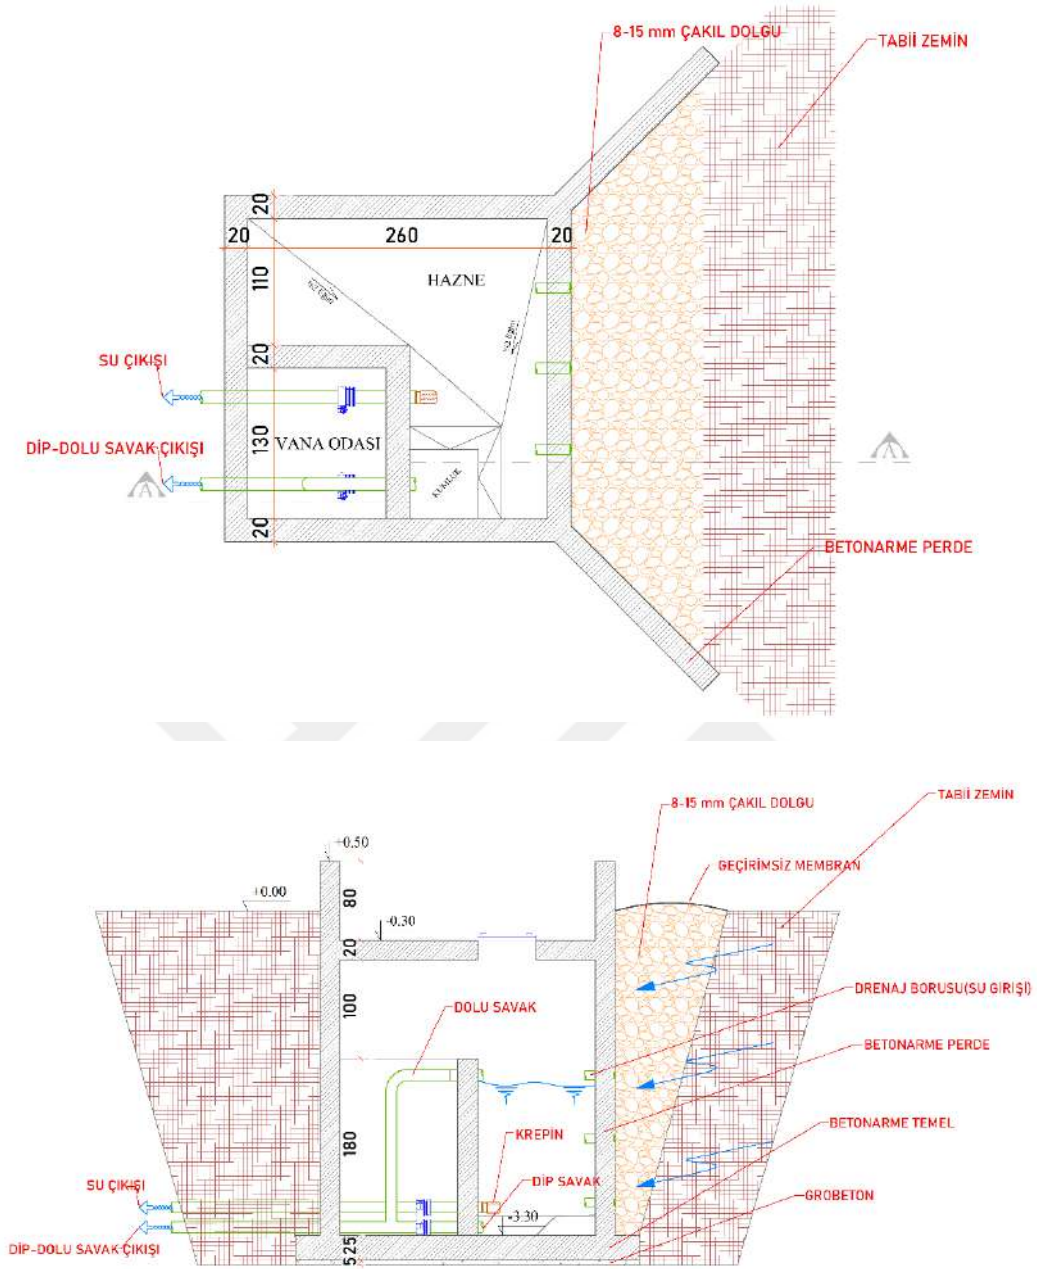 8-15 mm ÇAKIL DOLGU
TABİİ ZEMİN
20
20
260
20
HAZNE
110
20
SU ÇIKIŞI
VANA ODASI
130
DİP-DOLU SAVAK ÇIKIŞI
A
A
KUMLUK
20
BETONARME PERDE
8-15 mm ÇAKIL DOLGU
TABİİ ZEMİN
+0.50
GEÇİRİMSİZ MEMBRAN
+0.00
80
-0.30
20
DRENAJ BORUSU(SU GİRİŞİ)
100
DOLU SAVAK
BETONARME PERDE
BETONARME TEMEL
180
KREPİN
DİP SAVAK
SU ÇIKIŞI
GROBETON
-3.30
DİP-DOLU SAVAK ÇIKIŞI
25
5